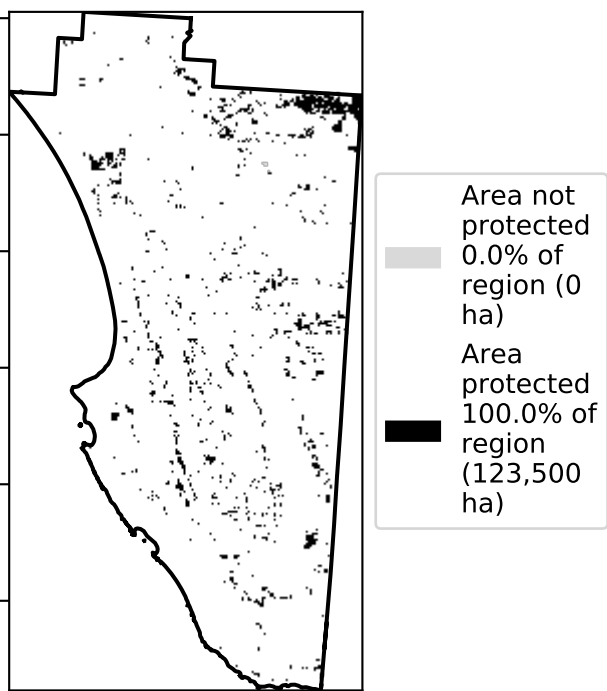 Area not
protected
0.0% of
region (0
ha)
Area
protected
100.0% of
region
(123,500
ha)